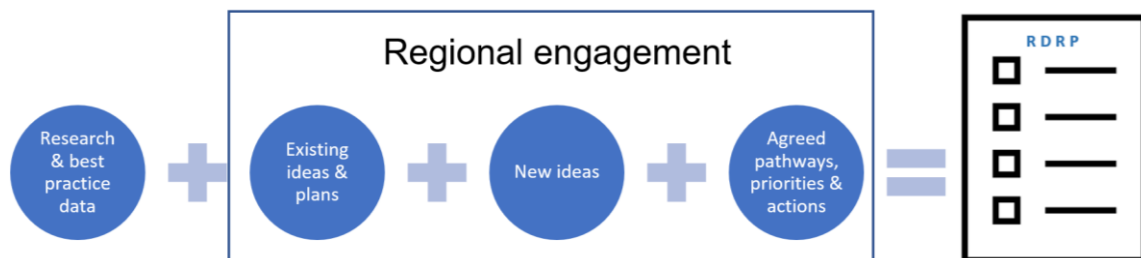 Regional engagement
RDRP
Research
& best
practice
data
Existing
ideas &
plans
New ideas
Agreed
pathways,
priorities &
actions